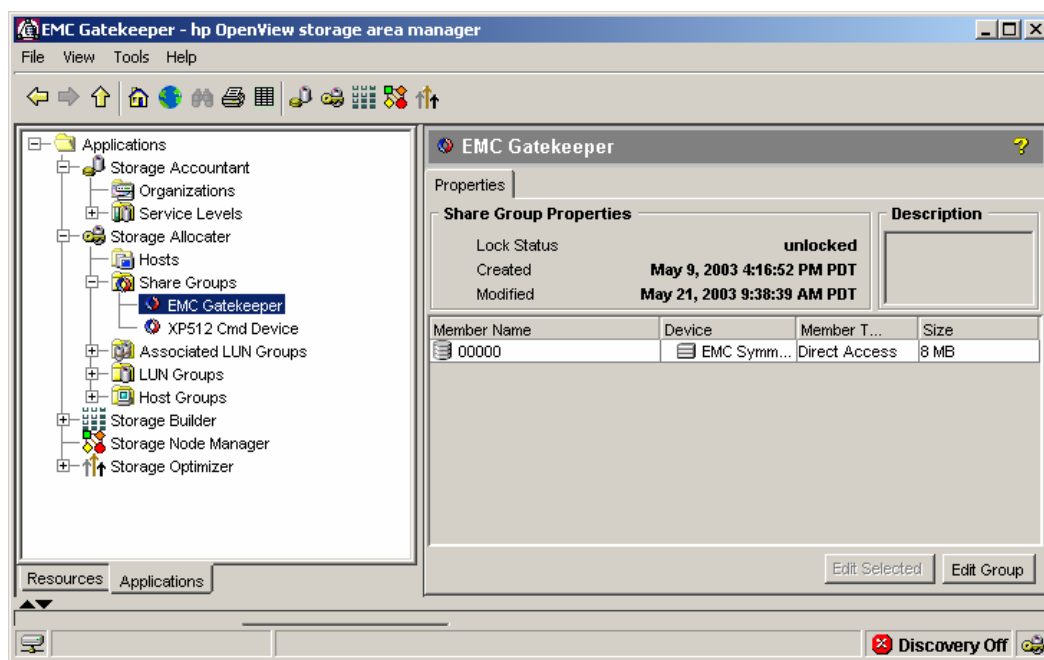 EMC Gatekeeper - hp OpenView storage area manager
File View Tools Help
Applications
Storage Accountant
Organizations
Service Levels
Storage Allocater
Hosts
Share Groups
EMC Gatekeeper
XP512 Cmd Device
Associated LUN Groups
LUN Groups
Host Groups
Storage Builder
Storage Node Manager
Storage Optimizer
Resources Applications
EMC Gatekeeper ?
Properties
Share Group Properties
Lock Status unlocked
Created May 9, 2003 4:16:52 PM PDT
Modified May 21, 2003 9:38:39 AM PDT
Description
Member Name Device Member T... Size
00000 EMC Symm... Direct Access 8 MB
Edit Selected Edit Group
Discovery Off